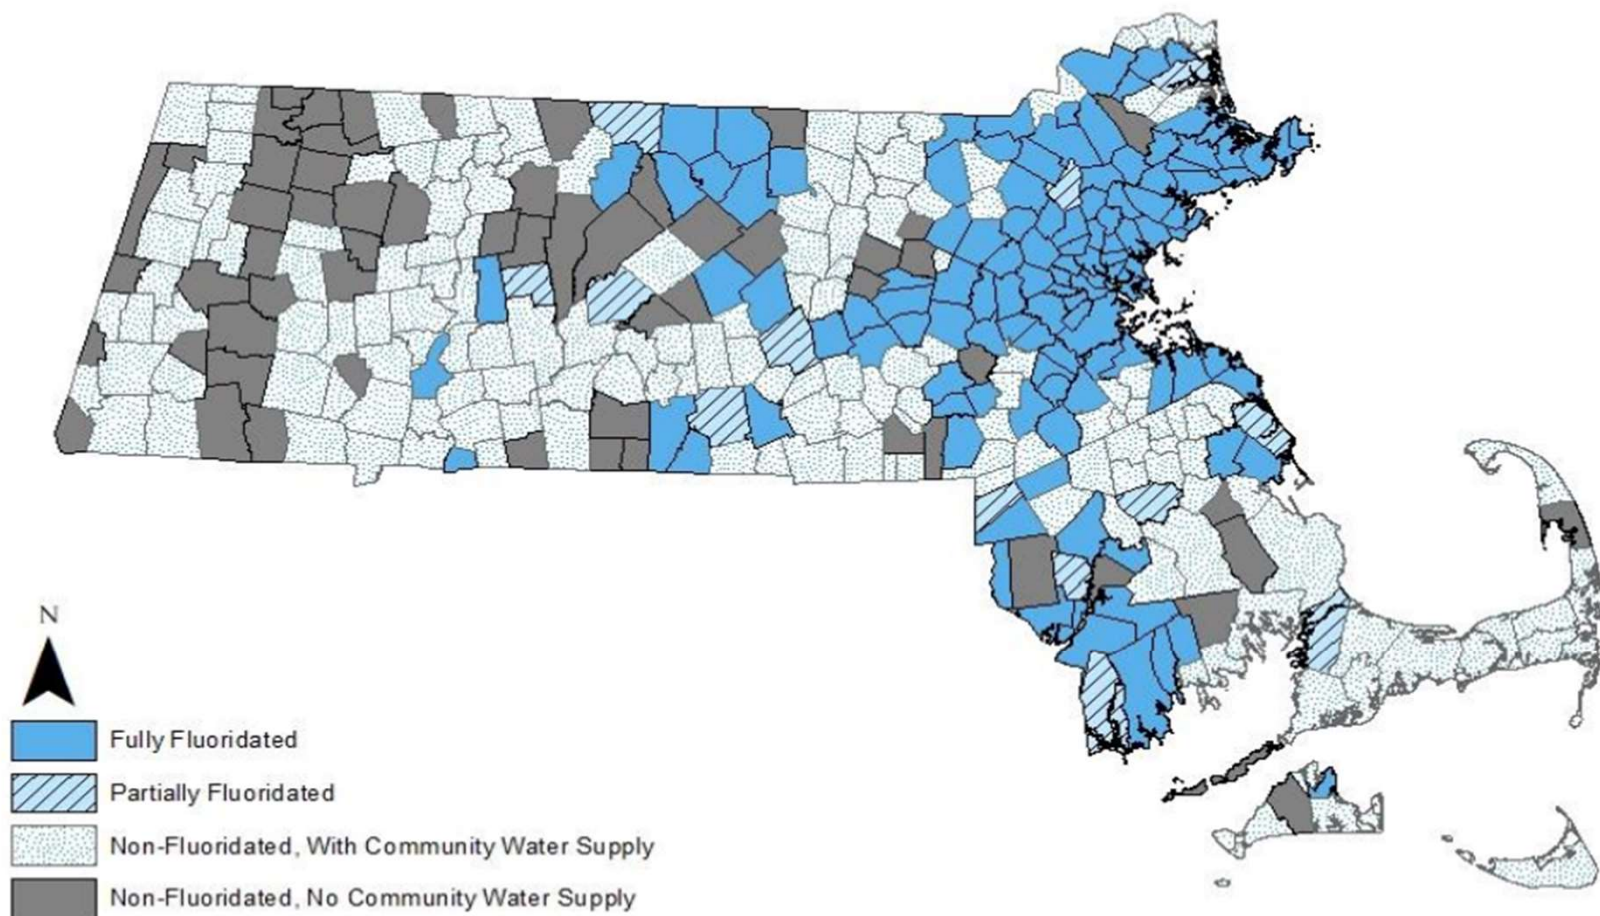 N
Fully Fluoridated
Partially Fluoridated
Non-Fluoridated, With Community Water Supply
Non-Fluoridated, No Community Water Supply